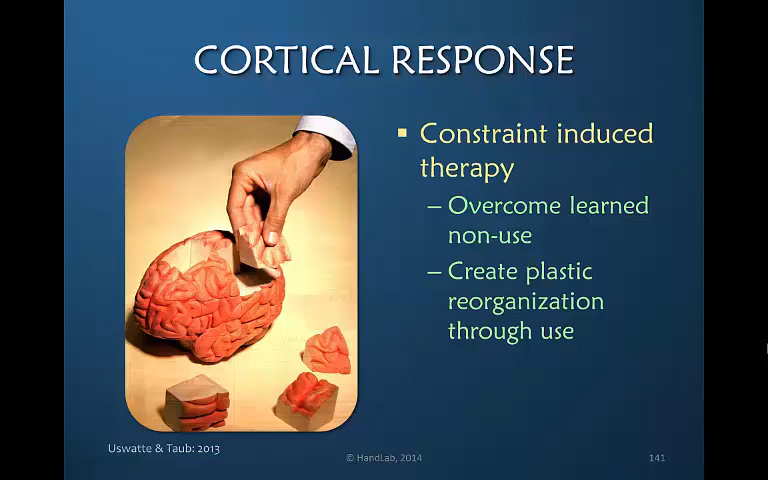 CORTICAL RESPONSE
▪ Constraint induced
therapy
– Overcome learned
non-use
– Create plastic
reorganization
through use
Uswatte & Taub: 2013
© HandLab, 2014
141